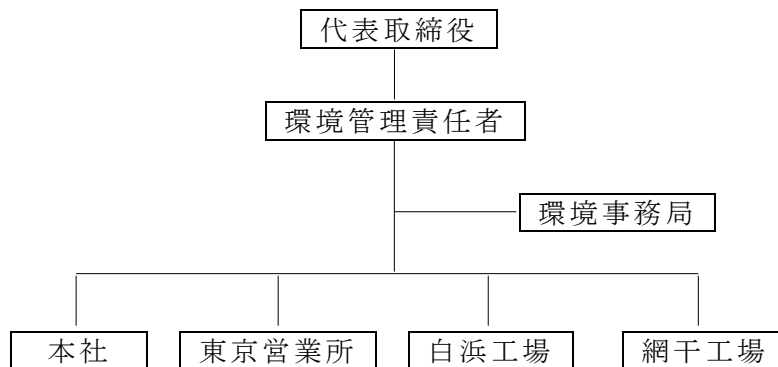 代表取締役
環境管理責任者
環境事務局
本社
東京営業所
白浜工場
網干工場